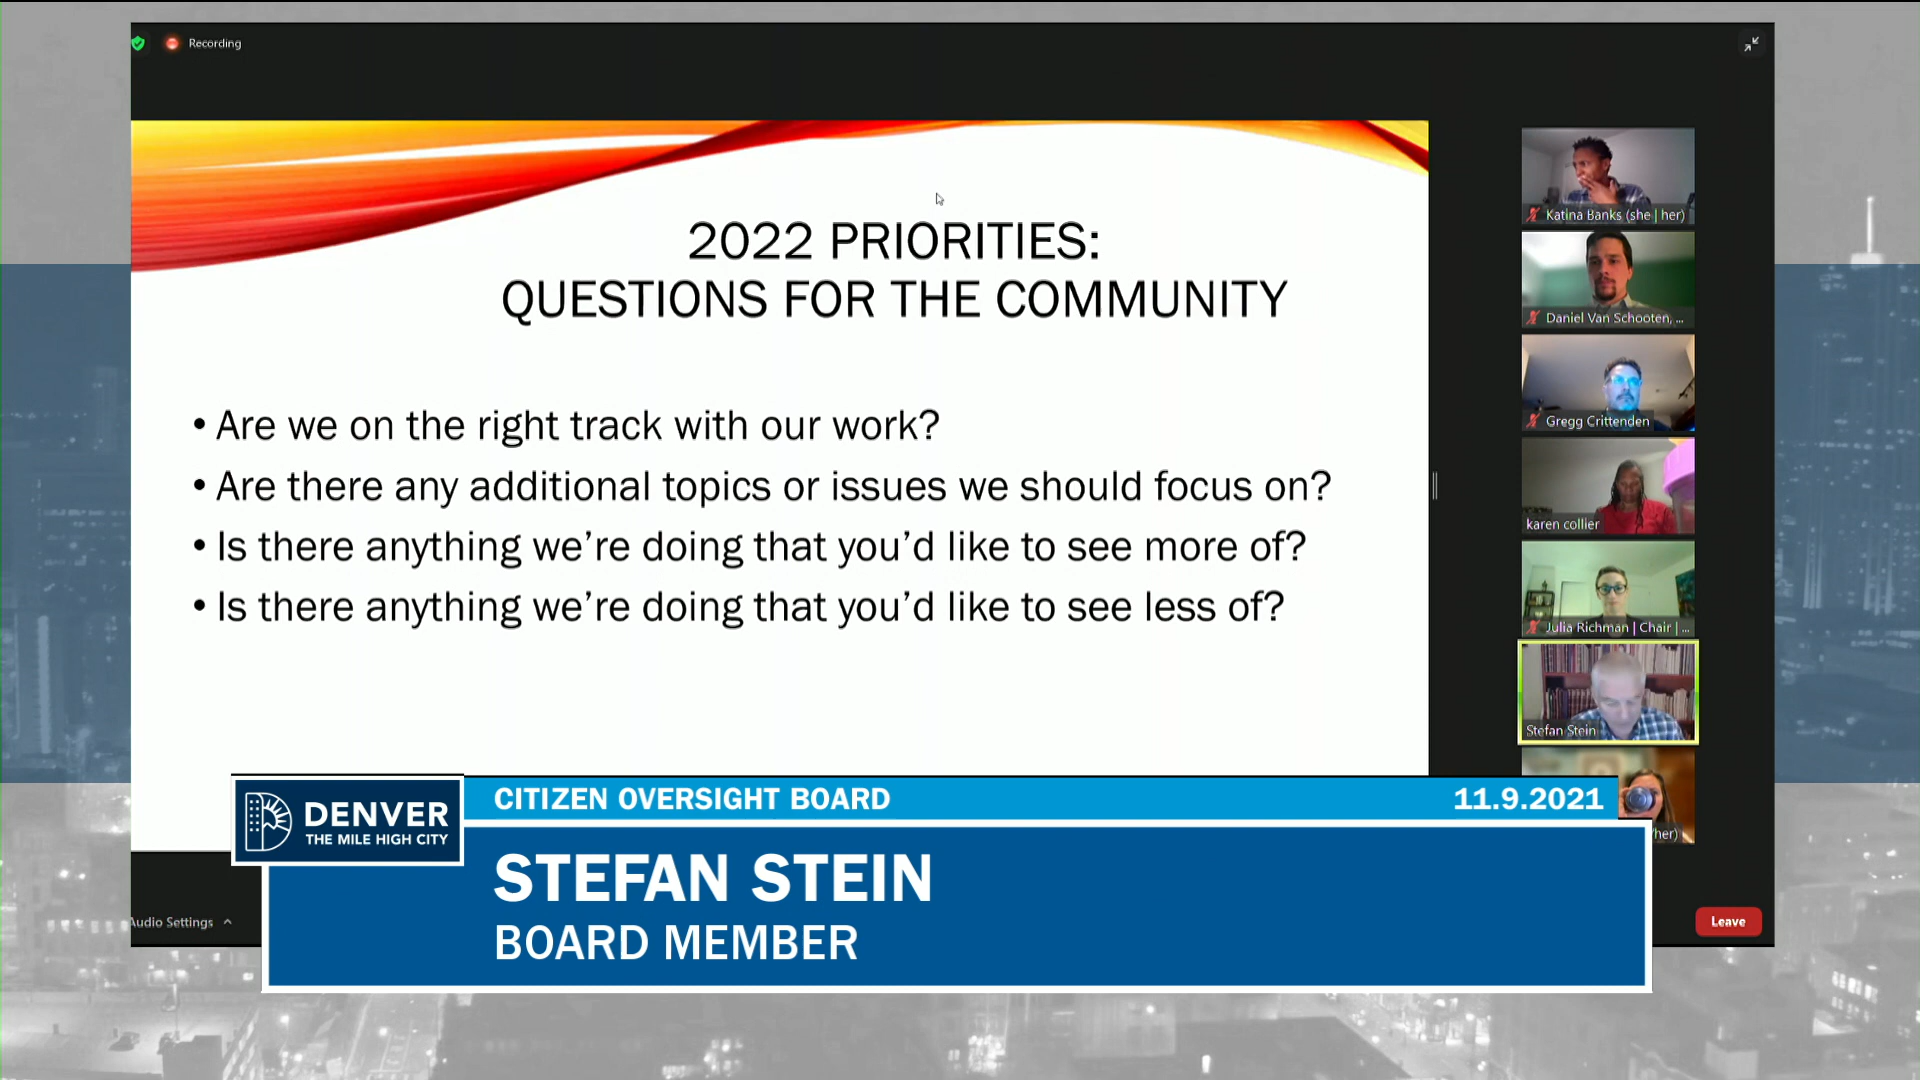 Recording
2022 PRIORITIES:
QUESTIONS FOR THE COMMUNITY
• Are we on the right track with our work?
• Are there any additional topics or issues we should focus on?
• Is there anything we're doing that you'd like to see more of?
• Is there anything we're doing that you'd like to see less of?
Katina Banks (she | her)
Daniel Van Schooten, ...
Gregg Crittenden
karen collier
Julia Richman | Chair | ...
Stefan Stein
/her)
DENVER
THE MILE HIGH CITY
CITIZEN OVERSIGHT BOARD
11.9.2021
STEFAN STEIN
BOARD MEMBER
Audio Settings
Leave